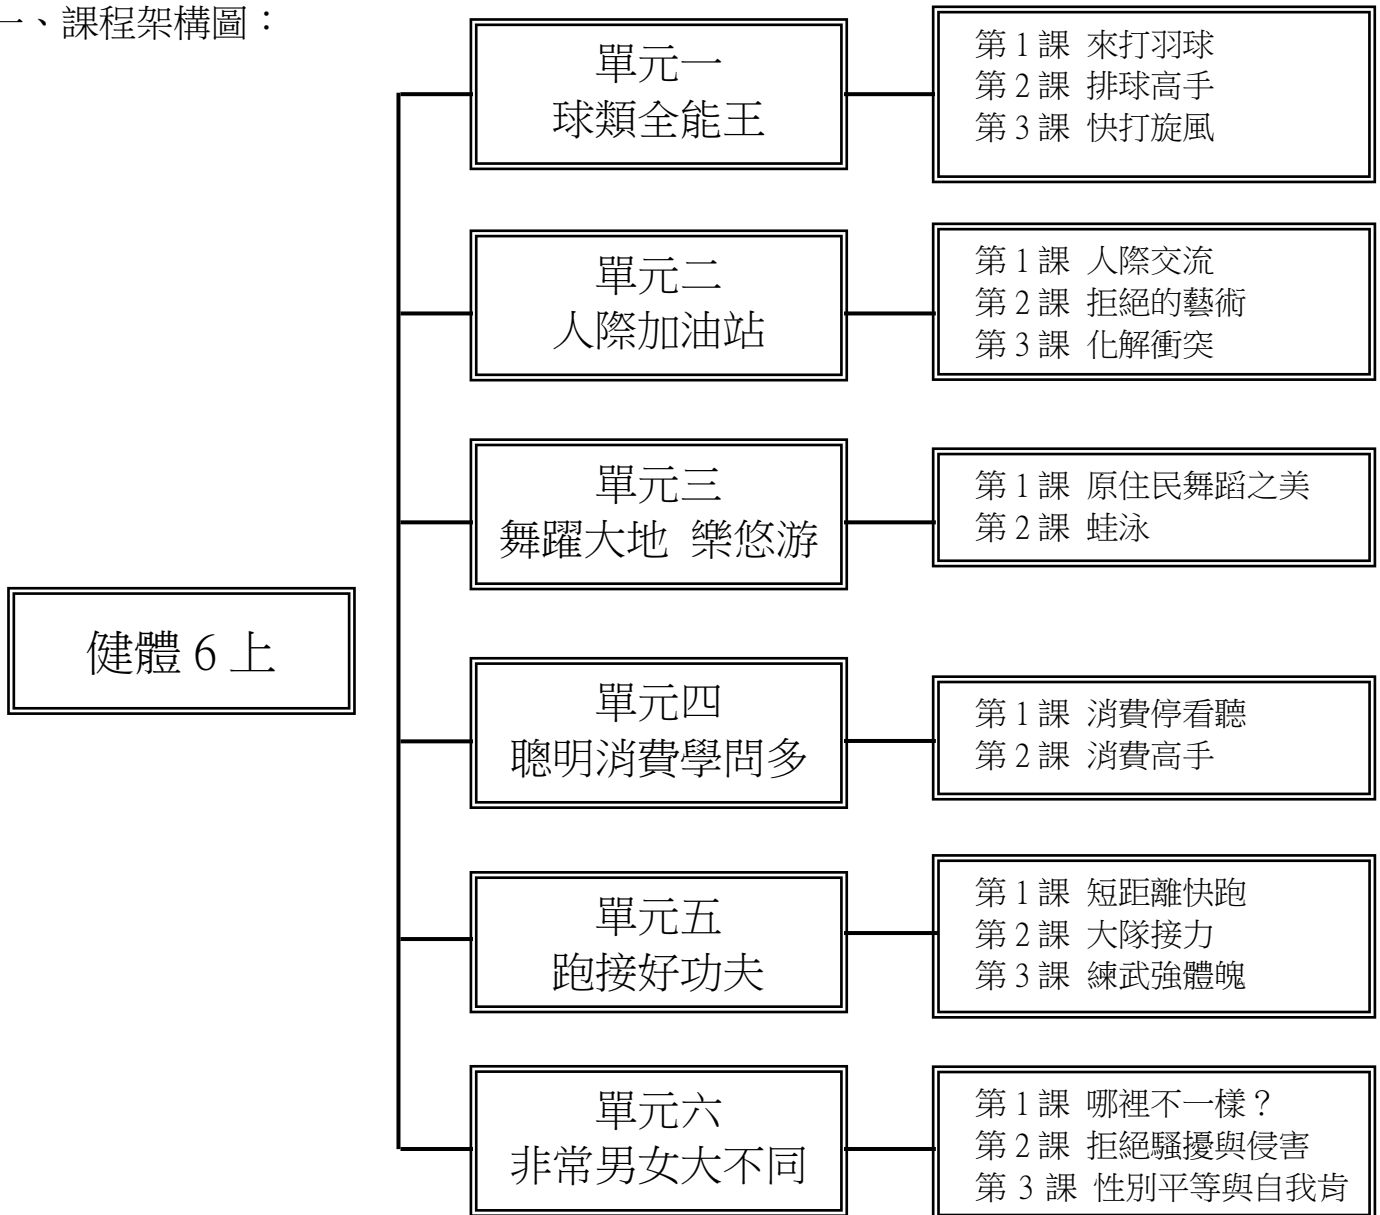 一、課程架構圖：
健體 6 上
單元一
球類全能王
第 1 課 來打羽球
第 2 課 排球高手
第 3 課 快打旋風
單元二
人際加油站
第 1 課 人際交流
第 2 課 拒絕的藝術
第 3 課 化解衝突
單元三
舞躍大地 樂悠游
第 1 課 原住民舞蹈之美
第 2 課 蛙泳
單元四
聰明消費學問多
第 1 課 消費停看聽
第 2 課 消費高手
單元五
跑接好功夫
第 1 課 短距離快跑
第 2 課 大隊接力
第 3 課 練武強體魄
單元六
非常男女大不同
第 1 課 哪裡不一樣？
第 2 課 拒絕騷擾與侵害
第 3 課 性別平等與自我肯